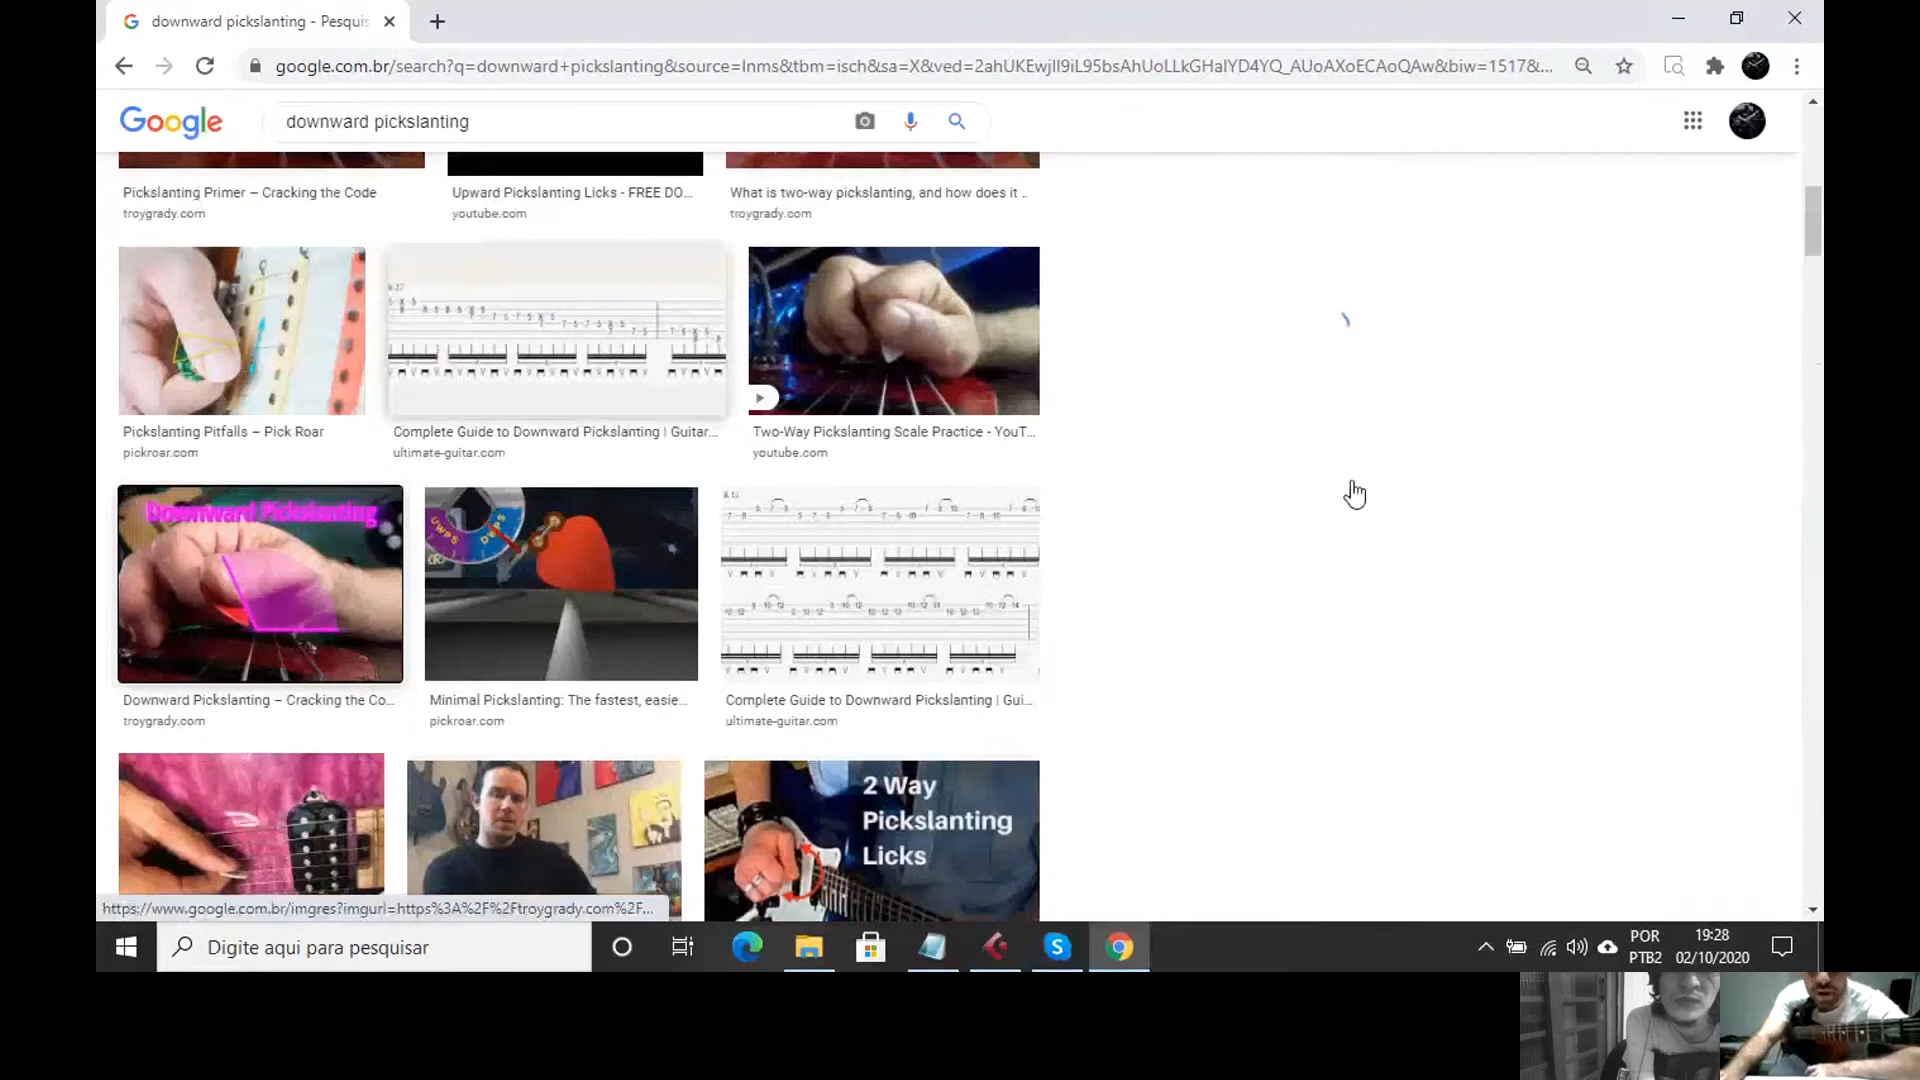 downward pickslanting - Pesquis
google.com.br/search?q=downward+pickslanting&source=lnms&tbm=isch&sa=X&ved=2ahUKEwjIl9iL95bsAhUoLLkGHaIYD4YQ_AUoAXoECAoQAw&biw=1517&...
Google
downward pickslanting
Pickslanting Primer – Cracking the Code
Upward Pickslanting Licks - FREE DO...
What is two-way pickslanting, and how does it ..
troygrady.com
youtube.com
troygrady.com
Pickslanting Pitfalls – Pick Roar
Complete Guide to Downward Pickslanting | Guitar...
Two-Way Pickslanting Scale Practice - YouT...
pickroar.com
ultimate-guitar.com
youtube.com
Downward Pickslanting
UWPS
DWPS
Downward Pickslanting – Cracking the Co...
Minimal Pickslanting: The fastest, easie...
Complete Guide to Downward Pickslanting | Gui...
troygrady.com
pickroar.com
ultimate-guitar.com
2 Way
Pickslanting
Licks
https://www.google.com.br/imgres?imgurl=https%3A%2F%2Ftroygrady.com%2F...
Digite aqui para pesquisar
POR
PTB2
19:28
02/10/2020